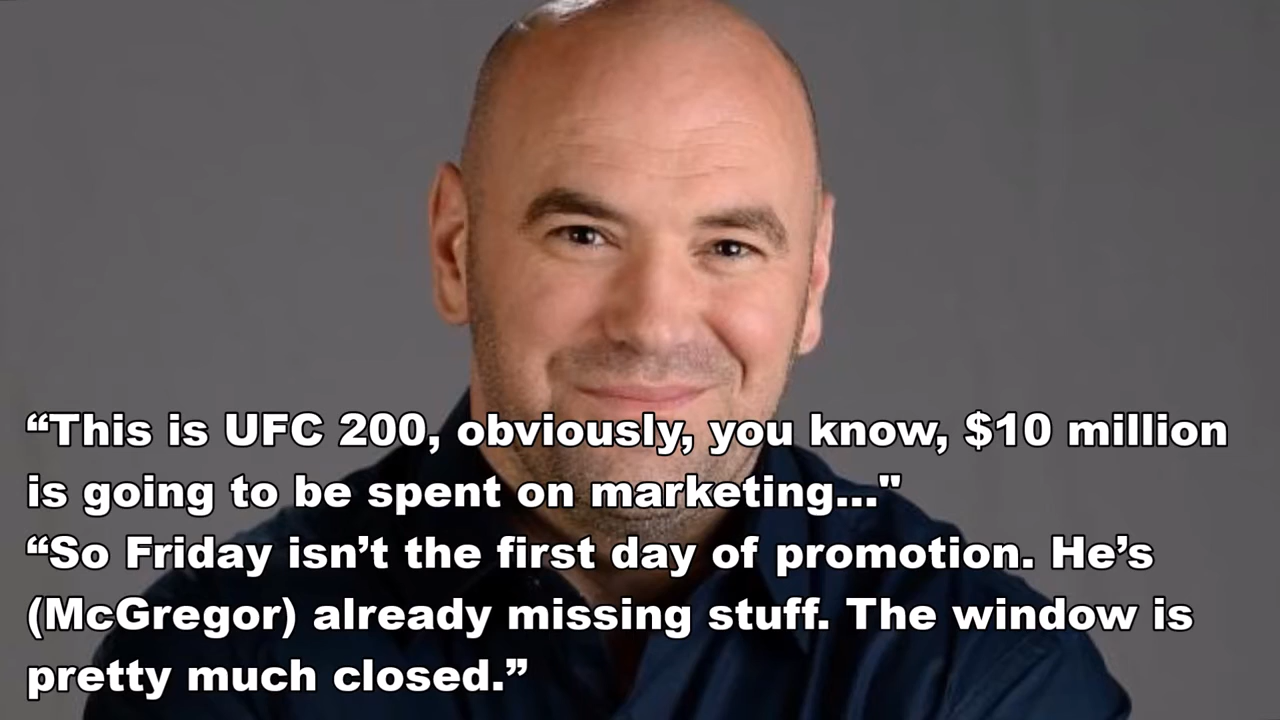 “This is UFC 200, obviously, you know, $10 million
is going to be spent on marketing..."
“So Friday isn’t the first day of promotion. He’s
(McGregor) already missing stuff. The window is
pretty much closed.”